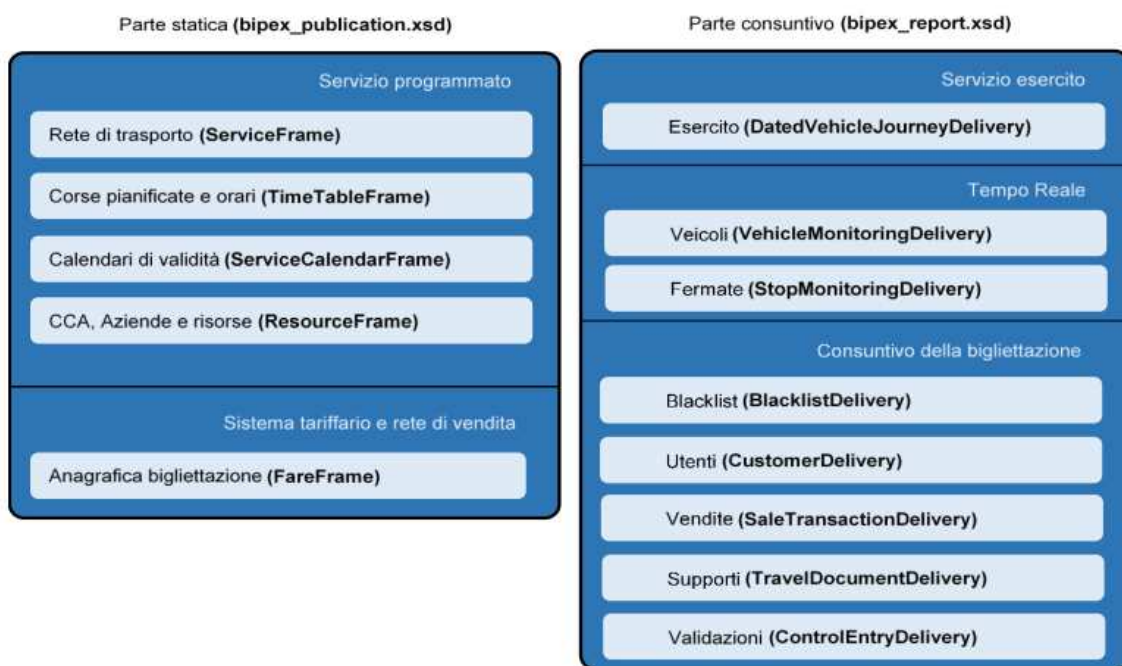 Parte statica (bipex_publication.xsd)
Servizio programmato
Rete di trasporto (ServiceFrame)
Corse pianificate e orari (TimeTableFrame)
Calendari di validità (ServiceCalendarFrame)
CCA, Aziende e risorse (ResourceFrame)
Sistema tariffario e rete di vendita
Anagrafica bigliettazione (FareFrame)
Parte consuntivo (bipex_report.xsd)
Servizio esercito
Esercito (DatedVehicleJourneyDelivery)
Tempo Reale
Veicoli (VehicleMonitoringDelivery)
Fermate (StopMonitoringDelivery)
Consuntivo della bigliettazione
Blacklist (BlacklistDelivery)
Utenti (CustomerDelivery)
Vendite (SaleTransactionDelivery)
Supporti (TravelDocumentDelivery)
Validazioni (ControlEntryDelivery)